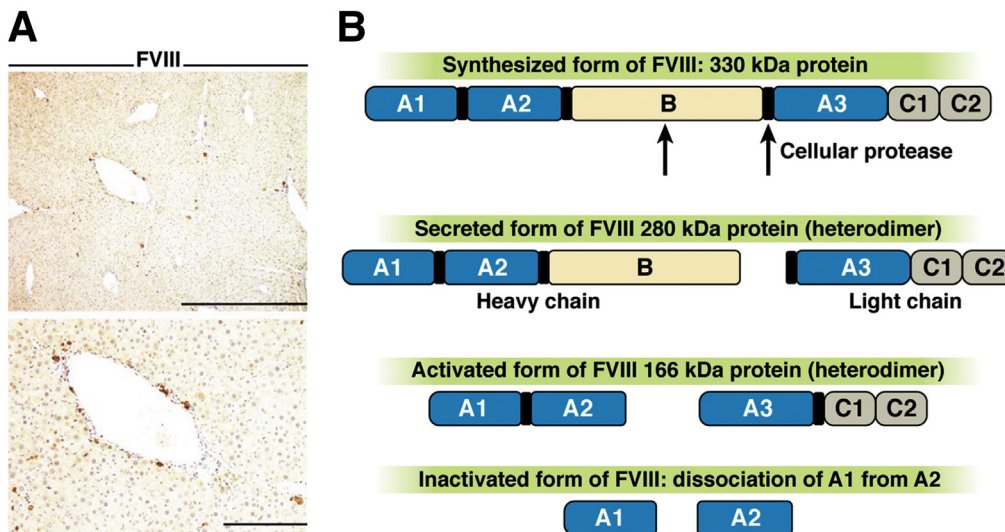 A
FVIII
B
Synthesized form of FVIII: 330 kDa protein
A1 A2 B A3 C1 C2
Cellular protease
Secreted form of FVIII 280 kDa protein (heterodimer)
A1 A2 B A3 C1 C2
Heavy chain Light chain
Activated form of FVIII 166 kDa protein (heterodimer)
A1 A2 A3 C1 C2
Inactivated form of FVIII: dissociation of A1 from A2
A1 A2